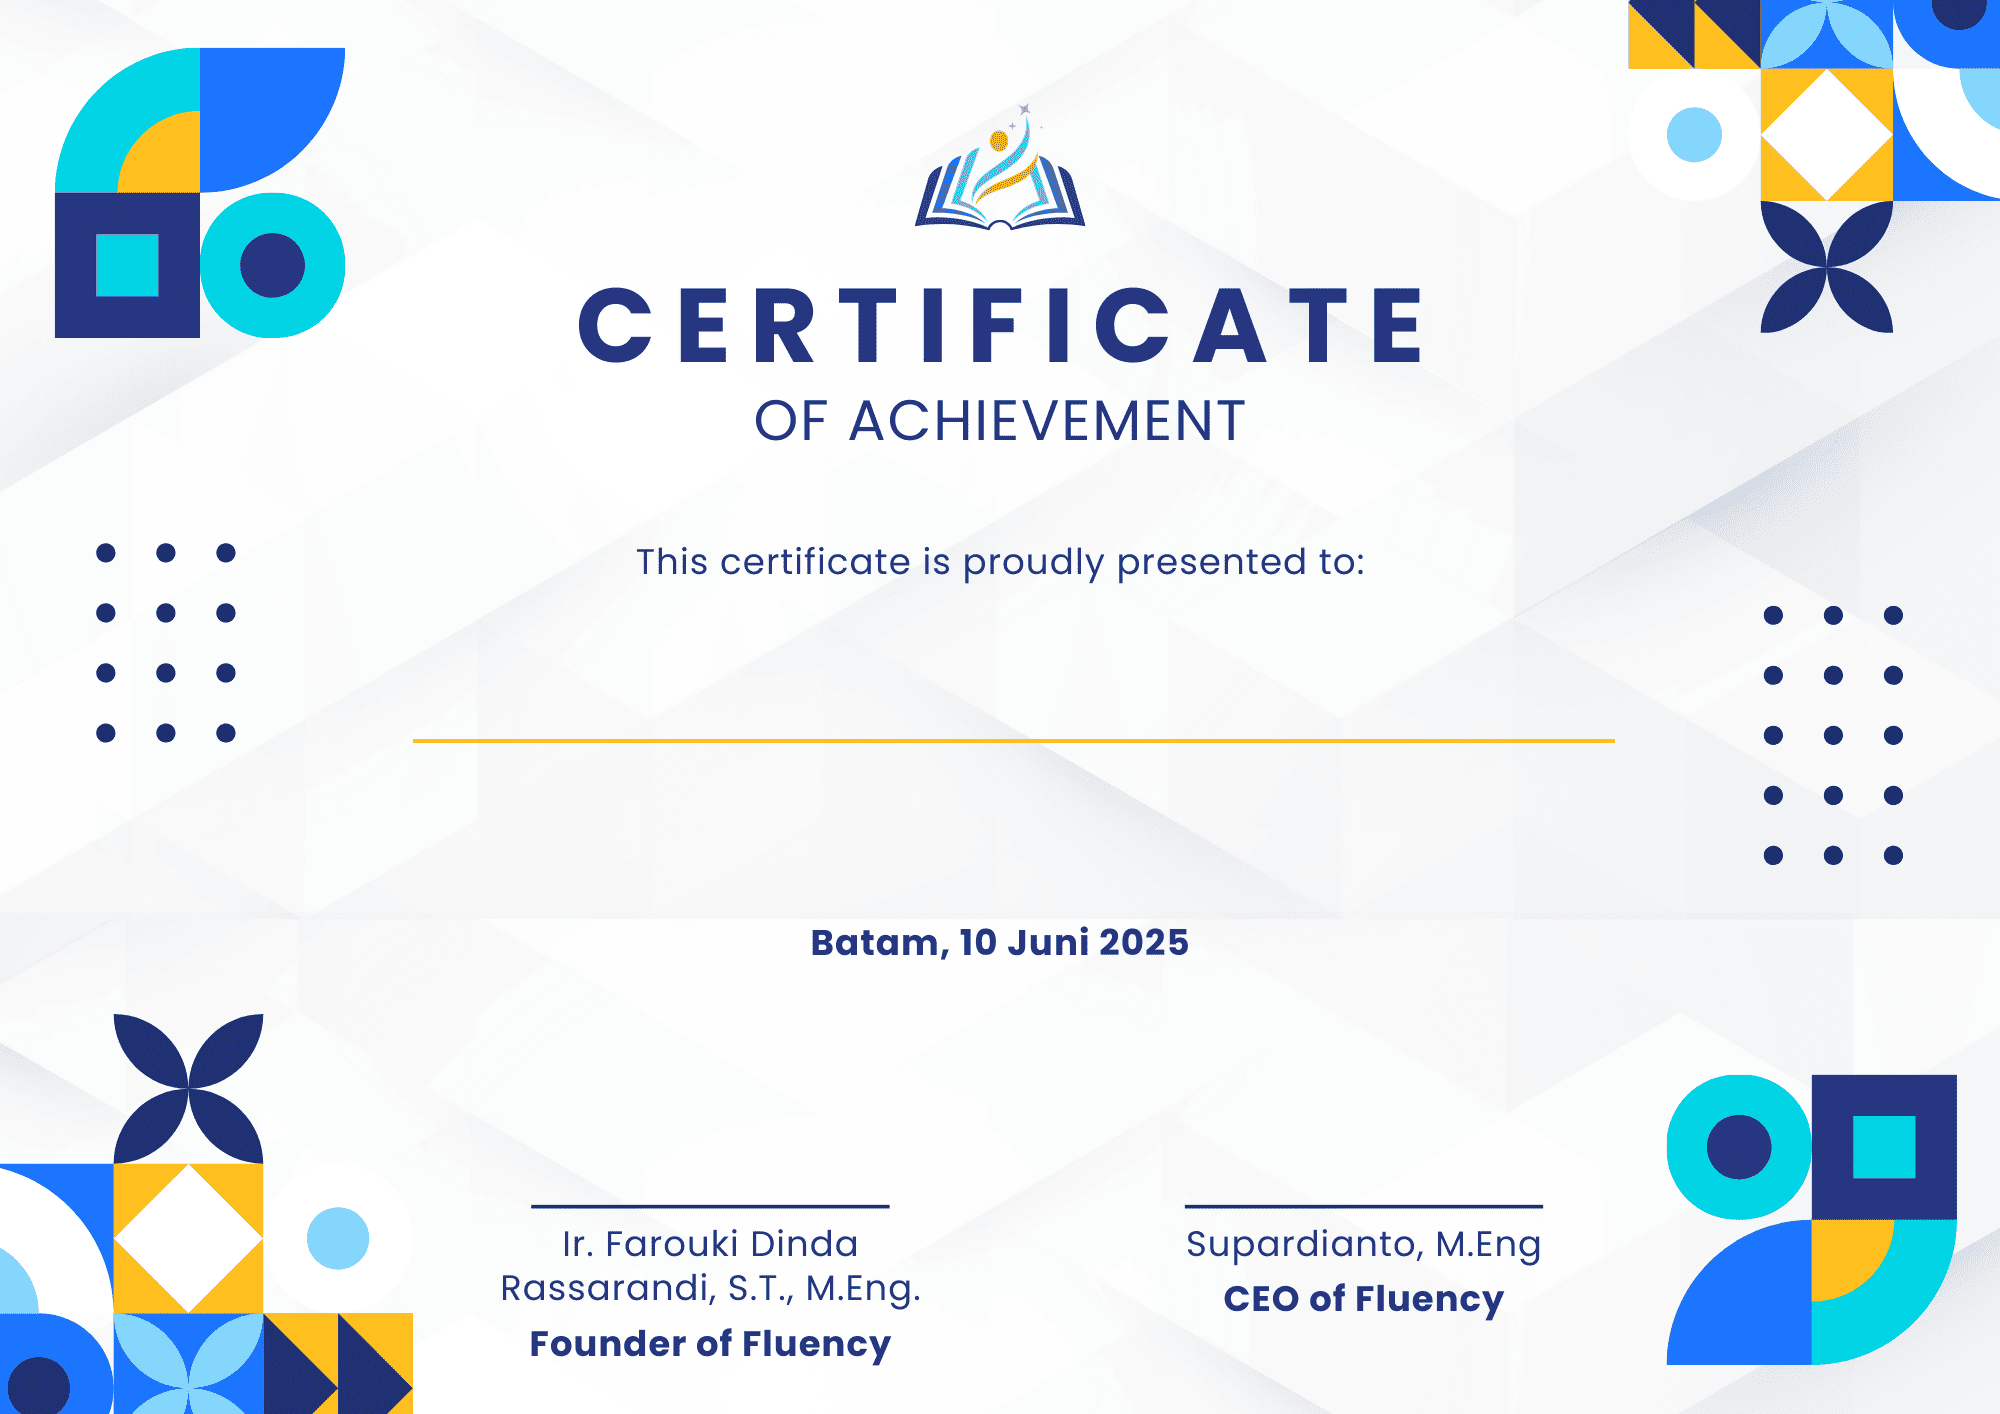 CERTIFICATE
OF ACHIEVEMENT
This certificate is proudly presented to:
Batam, 10 Juni 2025
Ir. Farouki Dinda
Rassarandi, S.T., M.Eng.
Founder of Fluency
Supardianto, M.Eng
CEO of Fluency